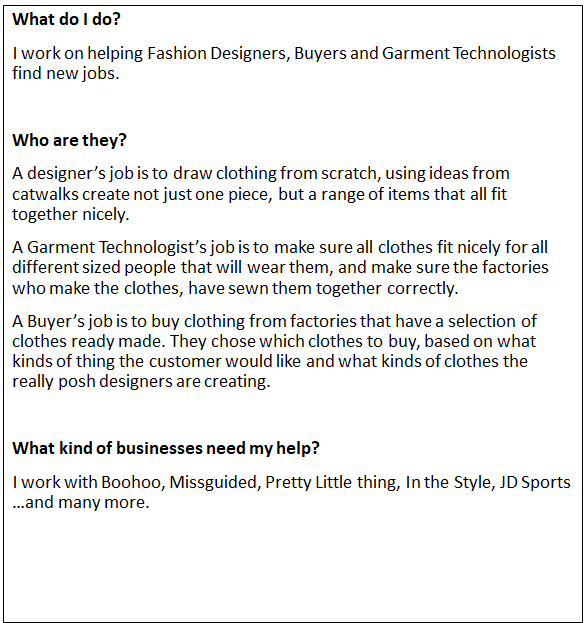 What do I do?
I work on helping Fashion Designers, Buyers and Garment Technologists
find new jobs.
Who are they?
A designer’s job is to draw clothing from scratch, using ideas from
catwalks create not just one piece, but a range of items that all fit
together nicely.
A Garment Technologist’s job is to make sure all clothes fit nicely for all
different sized people that will wear them, and make sure the factories
who make the clothes, have sewn them together correctly.
A Buyer’s job is to buy clothing from factories that have a selection of
clothes ready made. They chose which clothes to buy, based on what
kinds of thing the customer would like and what kinds of clothes the
really posh designers are creating.
What kind of businesses need my help?
I work with Boohoo, Missguided, Pretty Little thing, In the Style, JD Sports
…and many more.